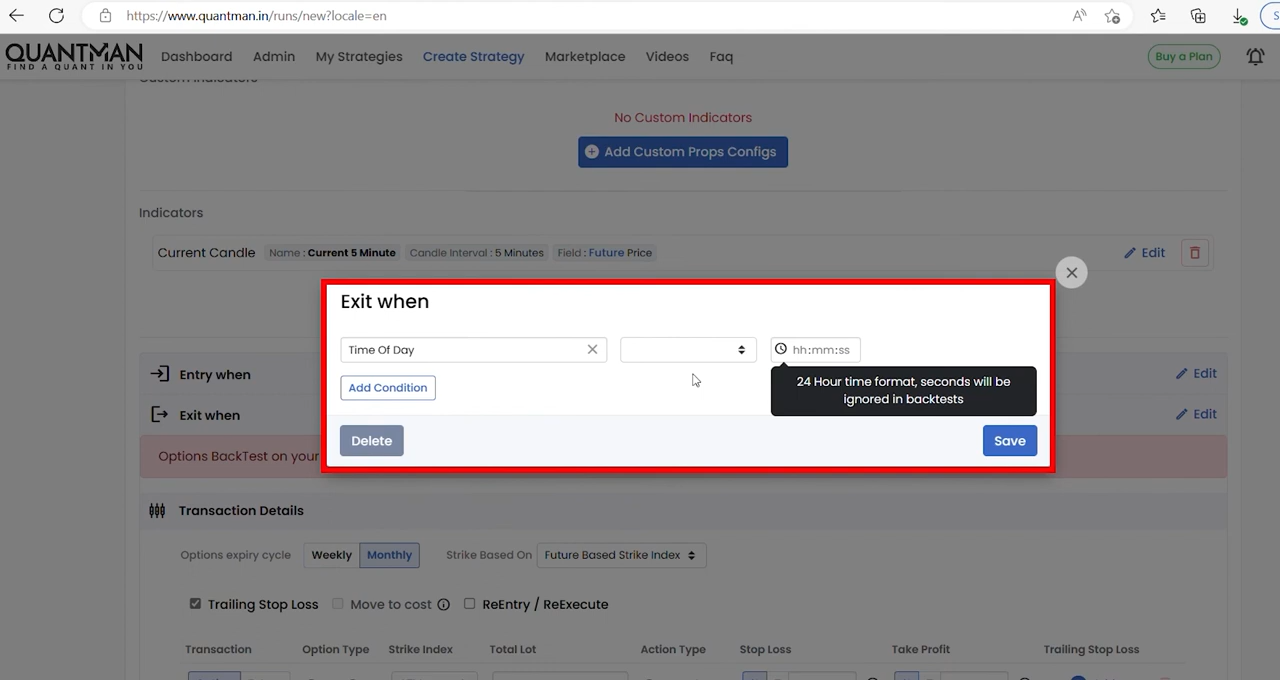 https://www.quantman.in/runs/new?locale=en
QUANTMAN
FIND A QUANT IN YOU
Dashboard Admin My Strategies Create Strategy Marketplace Videos Faq Buy a Plan
Custom Indicators
No Custom Indicators
Add Custom Props Configs
Indicators
Current Candle Name : Current 5 Minute Candle Interval : 5 Minutes Field : Future Price Edit
Exit when
Time Of Day hh:mm:ss
24 Hour time format, seconds will be
ignored in backtests
Add Condition
Delete Save
Entry when Edit
Exit when Edit
Options BackTest on your
Transaction Details
Options expiry cycle Weekly Monthly Strike Based On Future Based Strike Index
Trailing Stop Loss Move to cost ReEntry / ReExecute
Transaction Option Type Strike Index Total Lot Action Type Stop Loss Take Profit Trailing Stop Loss